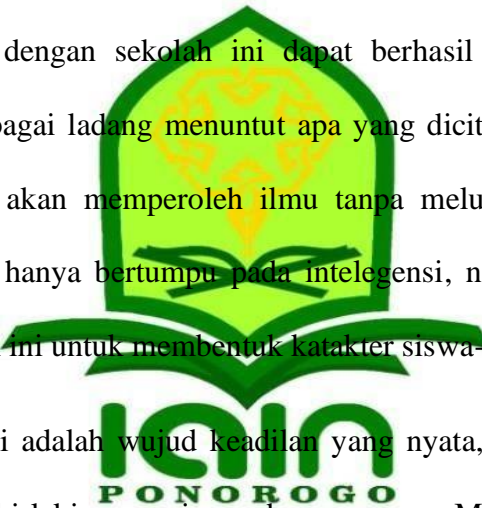 dengan sekolah ini dapat berhasil
bagai ladang menuntut apa yang dicit
akan memperoleh ilmu tanpa melu
hanya bertumpu pada intelegensi, n
ini untuk membentuk katakter siswa-
i adalah wujud keadilan yang nyata,
IAIN
PONOROGO